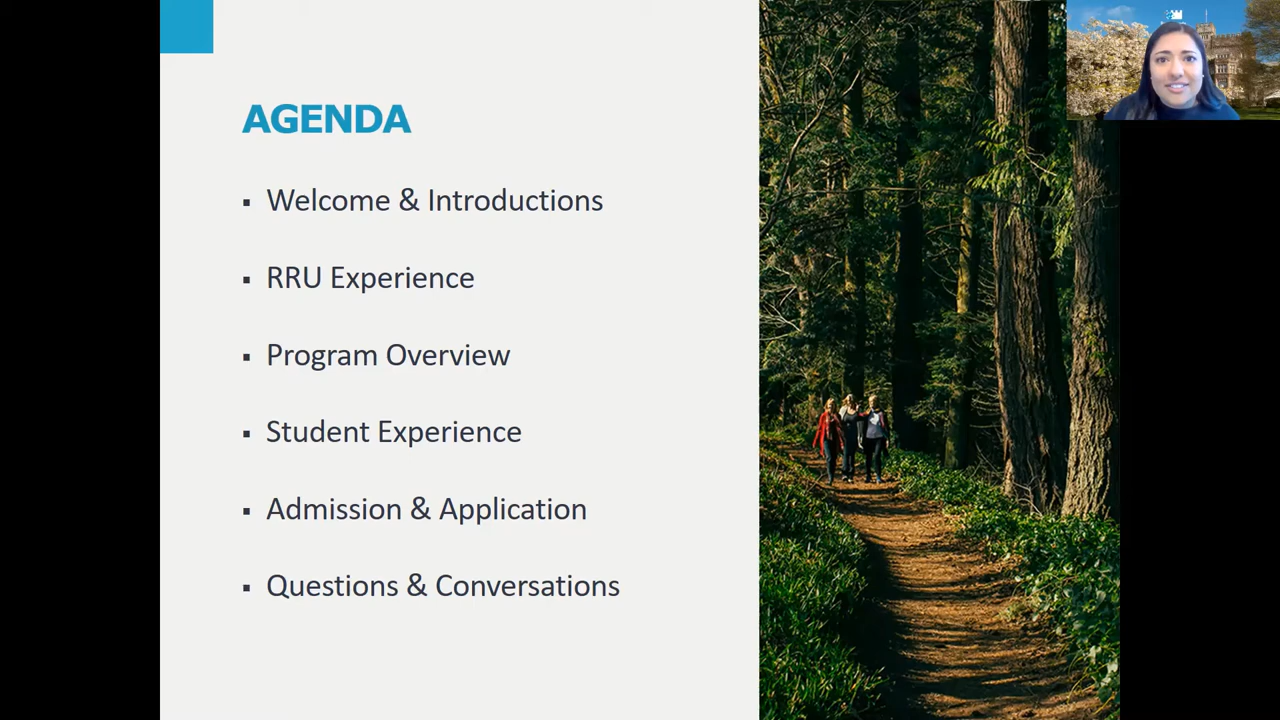 AGENDA
▪ Welcome & Introductions
▪ RRU Experience
▪ Program Overview
▪ Student Experience
▪ Admission & Application
▪ Questions & Conversations